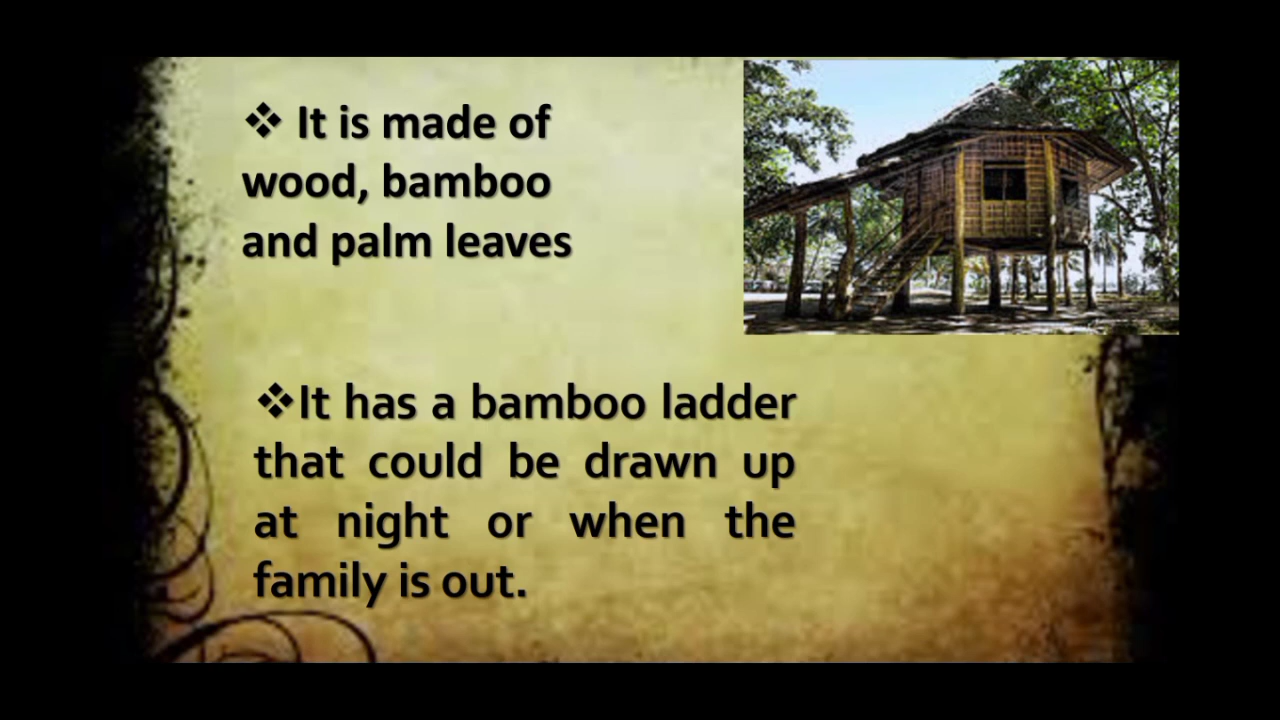 ❖ It is made of
wood, bamboo
and palm leaves
❖It has a bamboo ladder
that could be drawn up
at night or when the
family is out.